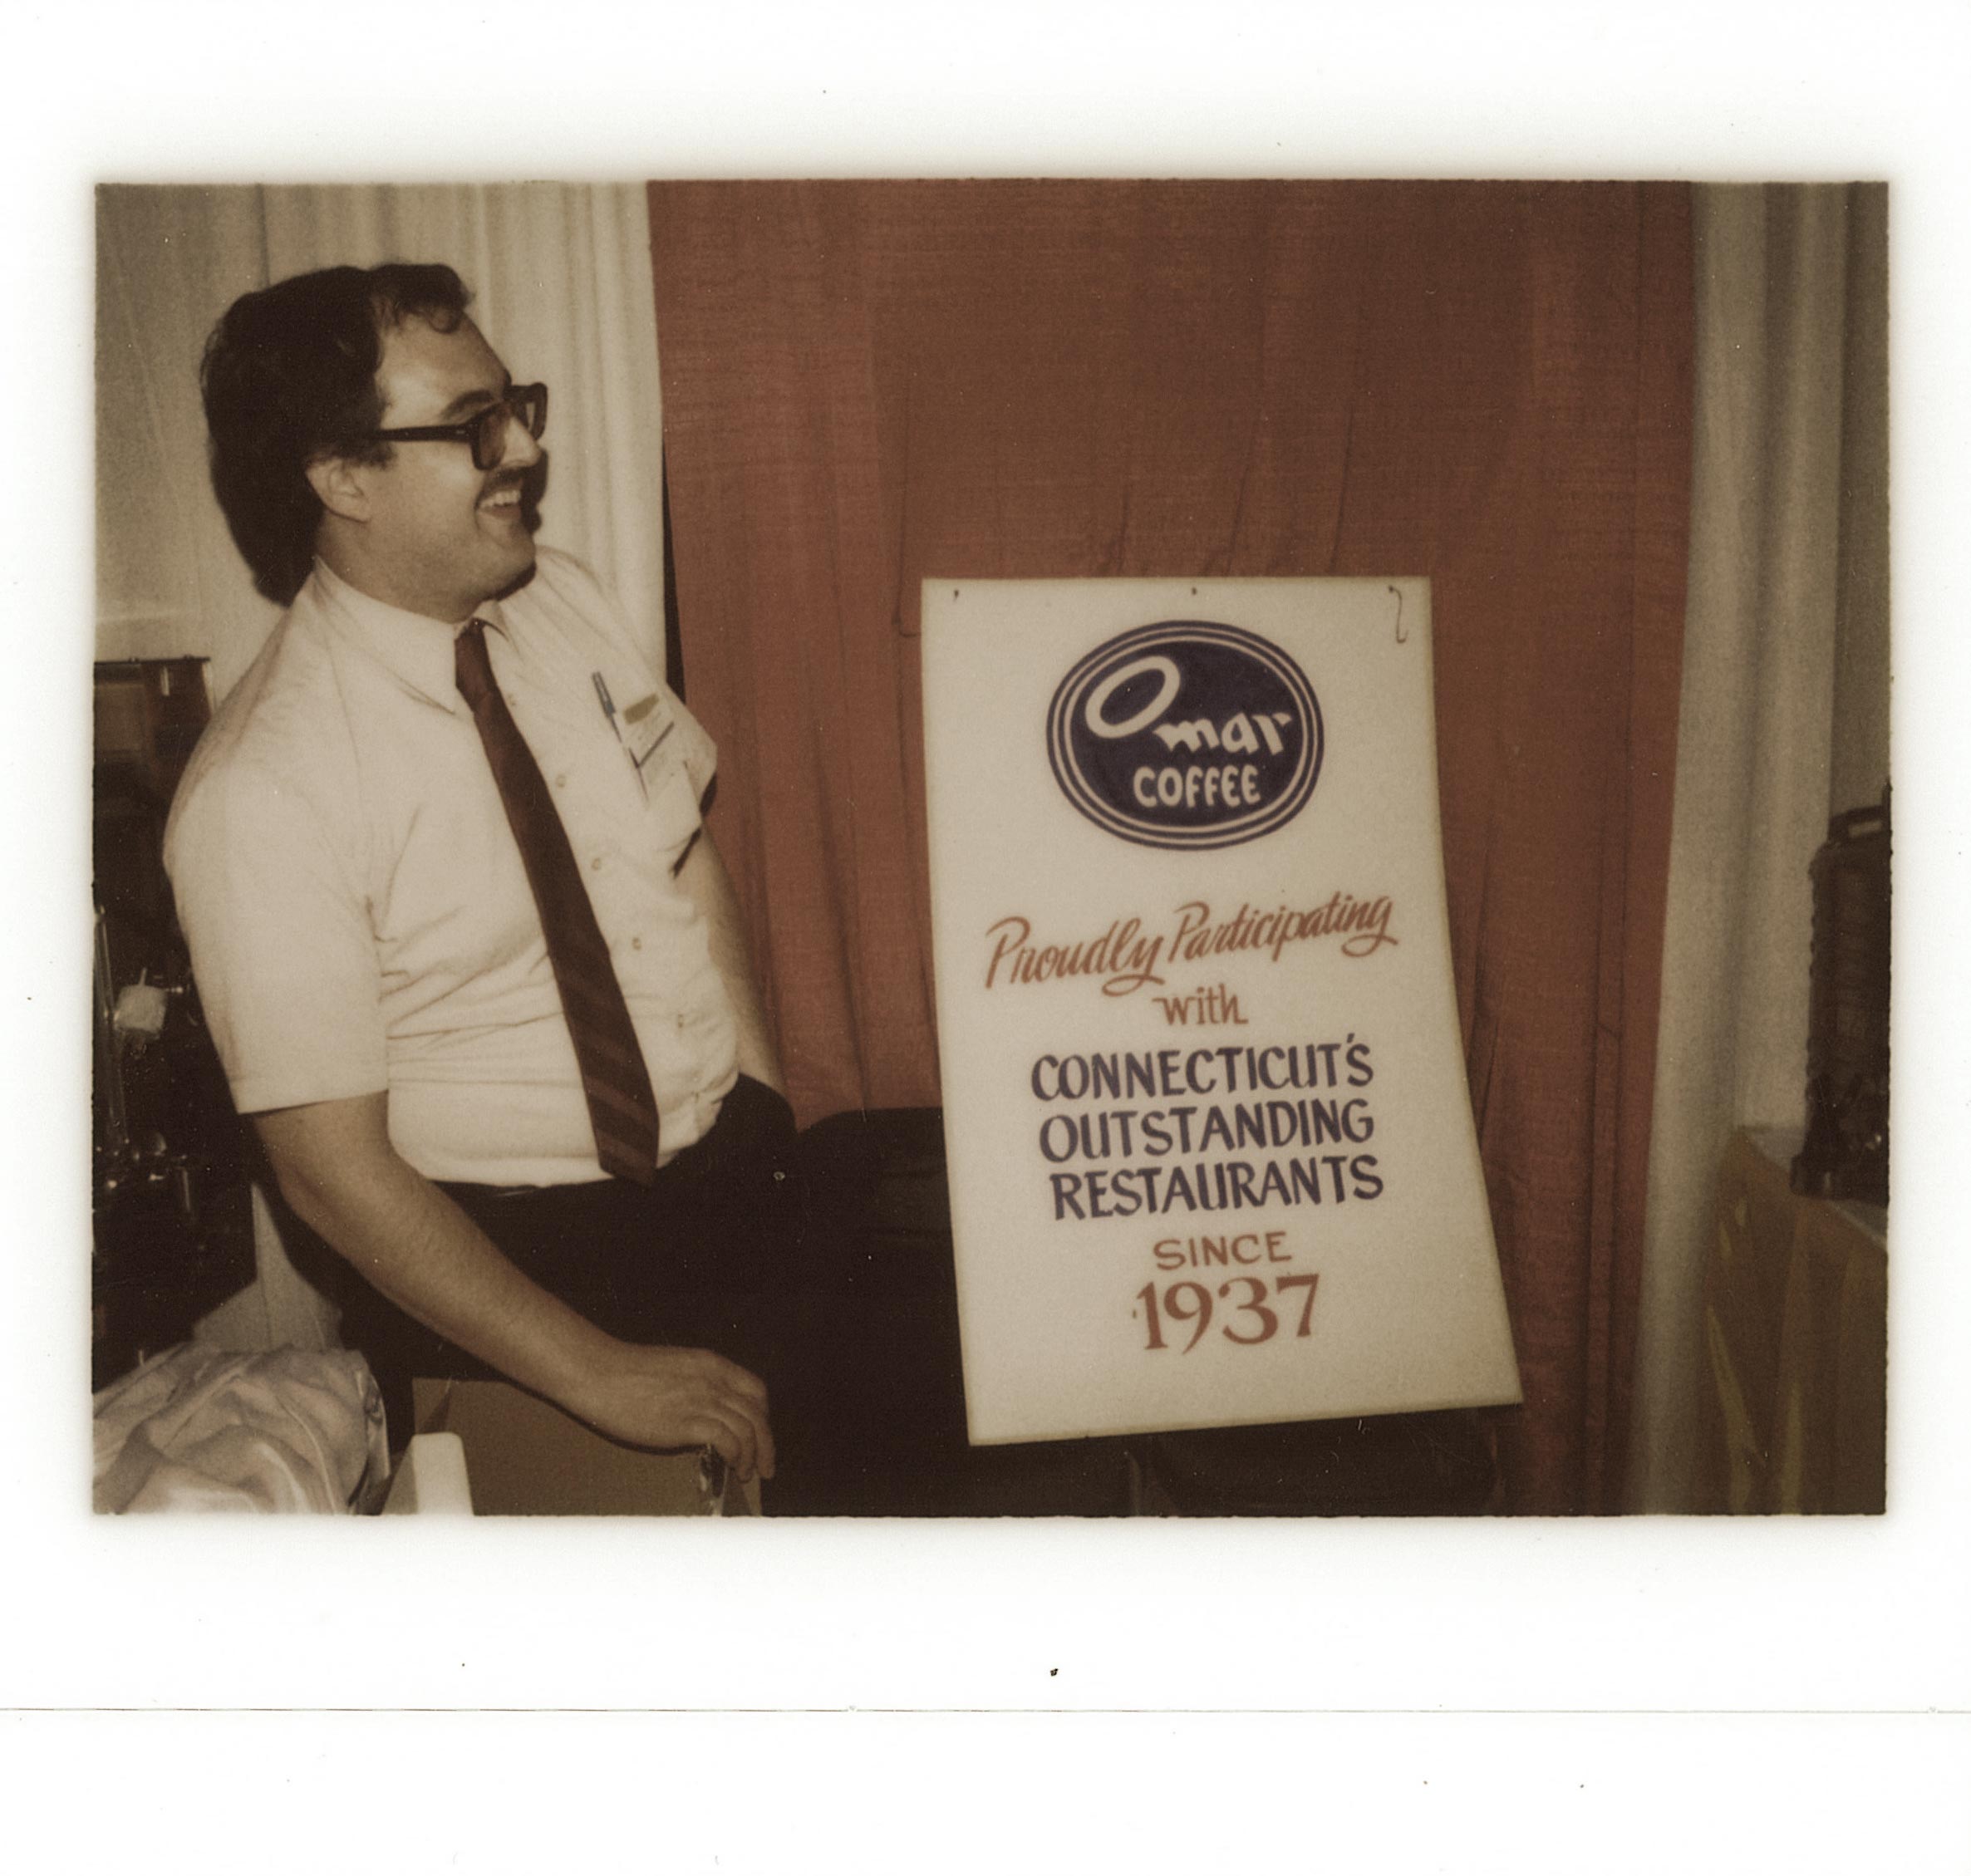 Omar
COFFEE
Proudly Participating
with
CONNECTICUT'S
OUTSTANDING
RESTAURANTS
SINCE
1937